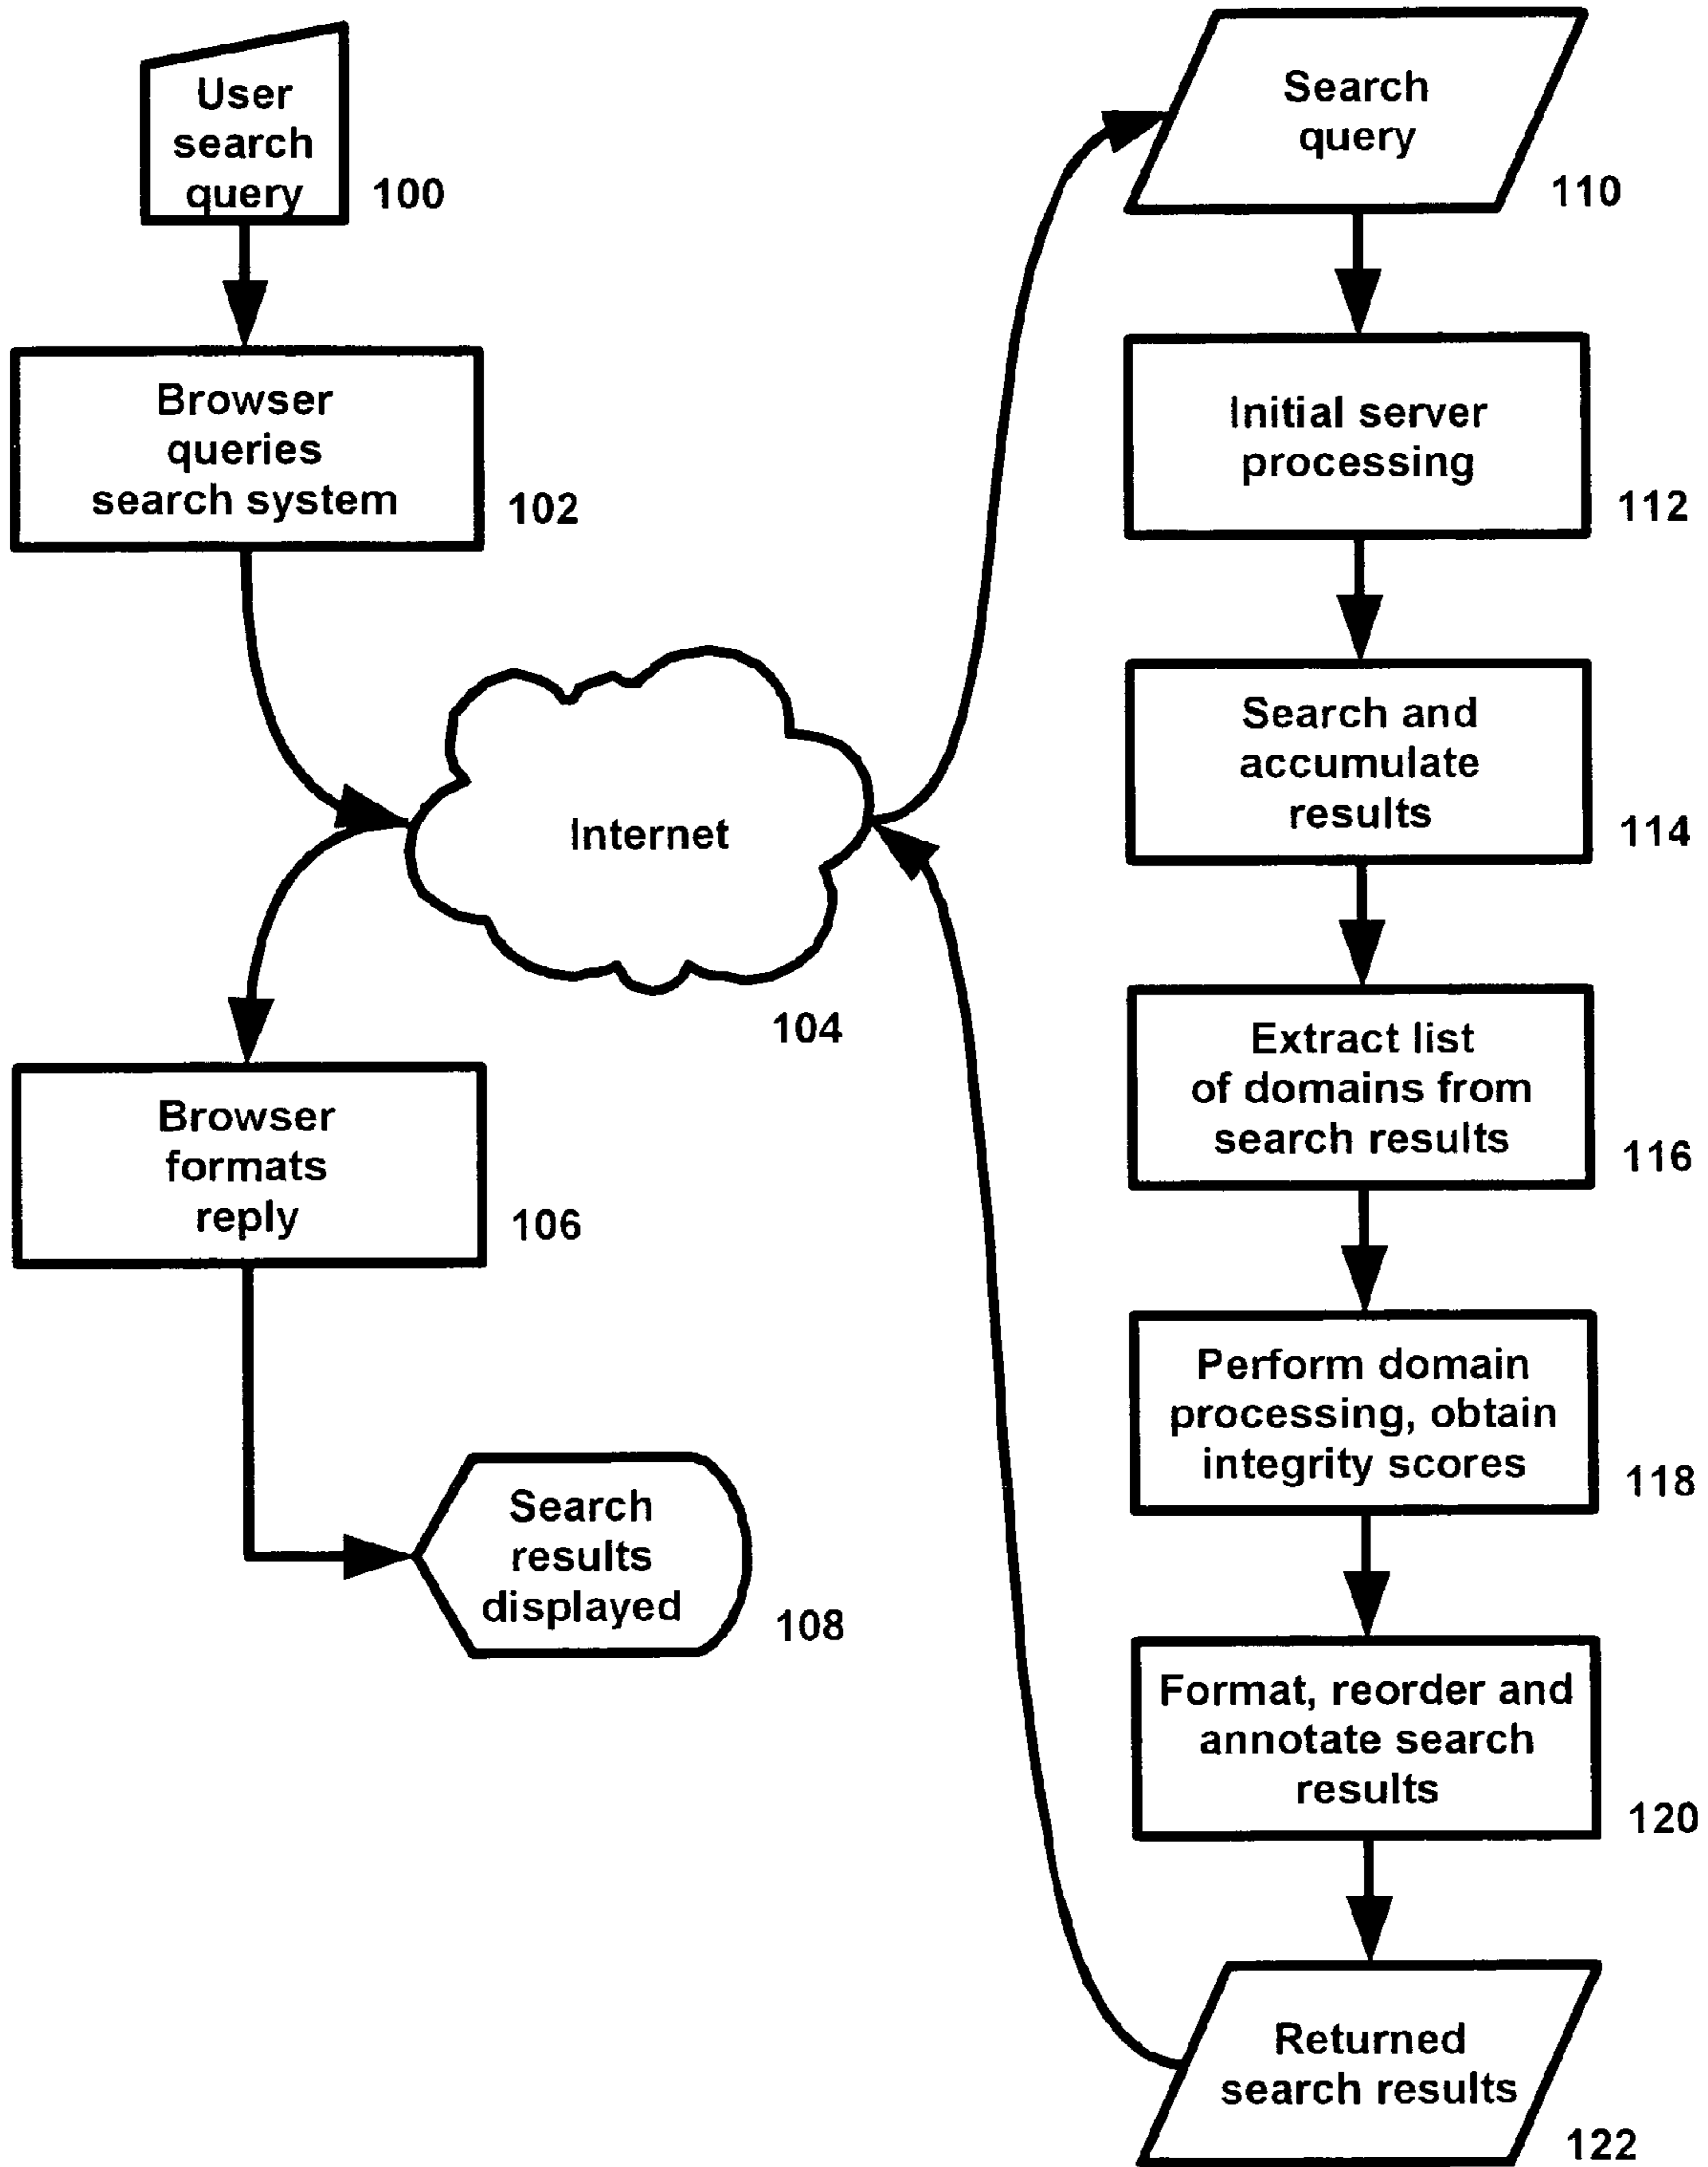 User
search
query
100
Browser
queries
search system
102
Internet
104
Browser
formats
reply
106
Search
results
displayed
108
Search
query
110
Initial server
processing
112
Search and
accumulate
results
114
Extract list
of domains from
search results
116
Perform domain
processing, obtain
integrity scores
118
Format, reorder and
annotate search
results
120
Returned
search results
122